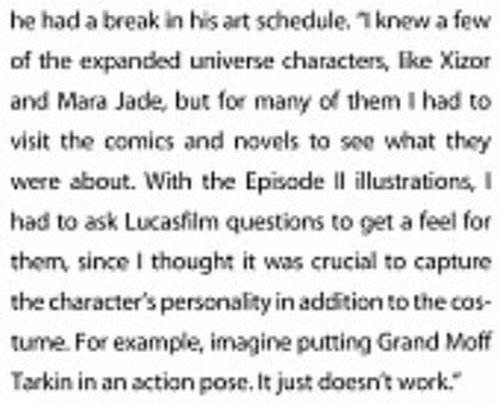 he had a break in his art schedule. "I knew a few
of the expanded universe characters, like Xizor
and Mara Jade, but for many of them I had to
visit the comics and novels to see what they
were about. With the Episode II illustrations, I
had to ask Lucasfilm questions to get a feel for
them, since I thought it was crucial to capture
the character's personality in addition to the cos-
tume. For example, imagine putting Grand Moff
Tarkin in an action pose. It just doesn't work."